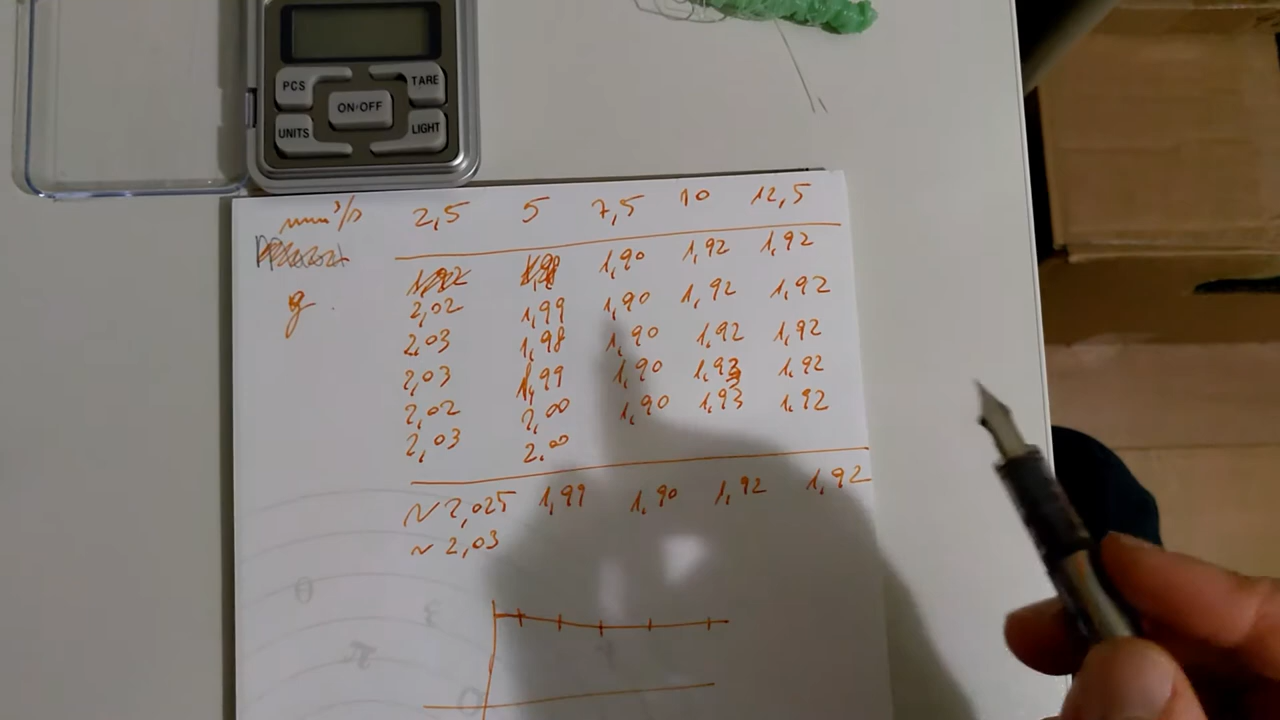 PCS TARE
ON·OFF
UNITS LIGHT
mm³/s 2,5 5 7,5 10 12,5
1,90 1,92 1,92
g 2,02 1,99 1,90 1,92 1,92
2,03 1,98 1,90 1,92 1,92
2,03 1,99 1,90 1,93 1,92
2,02 2,00 1,90 1,93 1,92
2,03 2,00
~ 2,025 1,99 1,90 1,92 1,92
~ 2,03